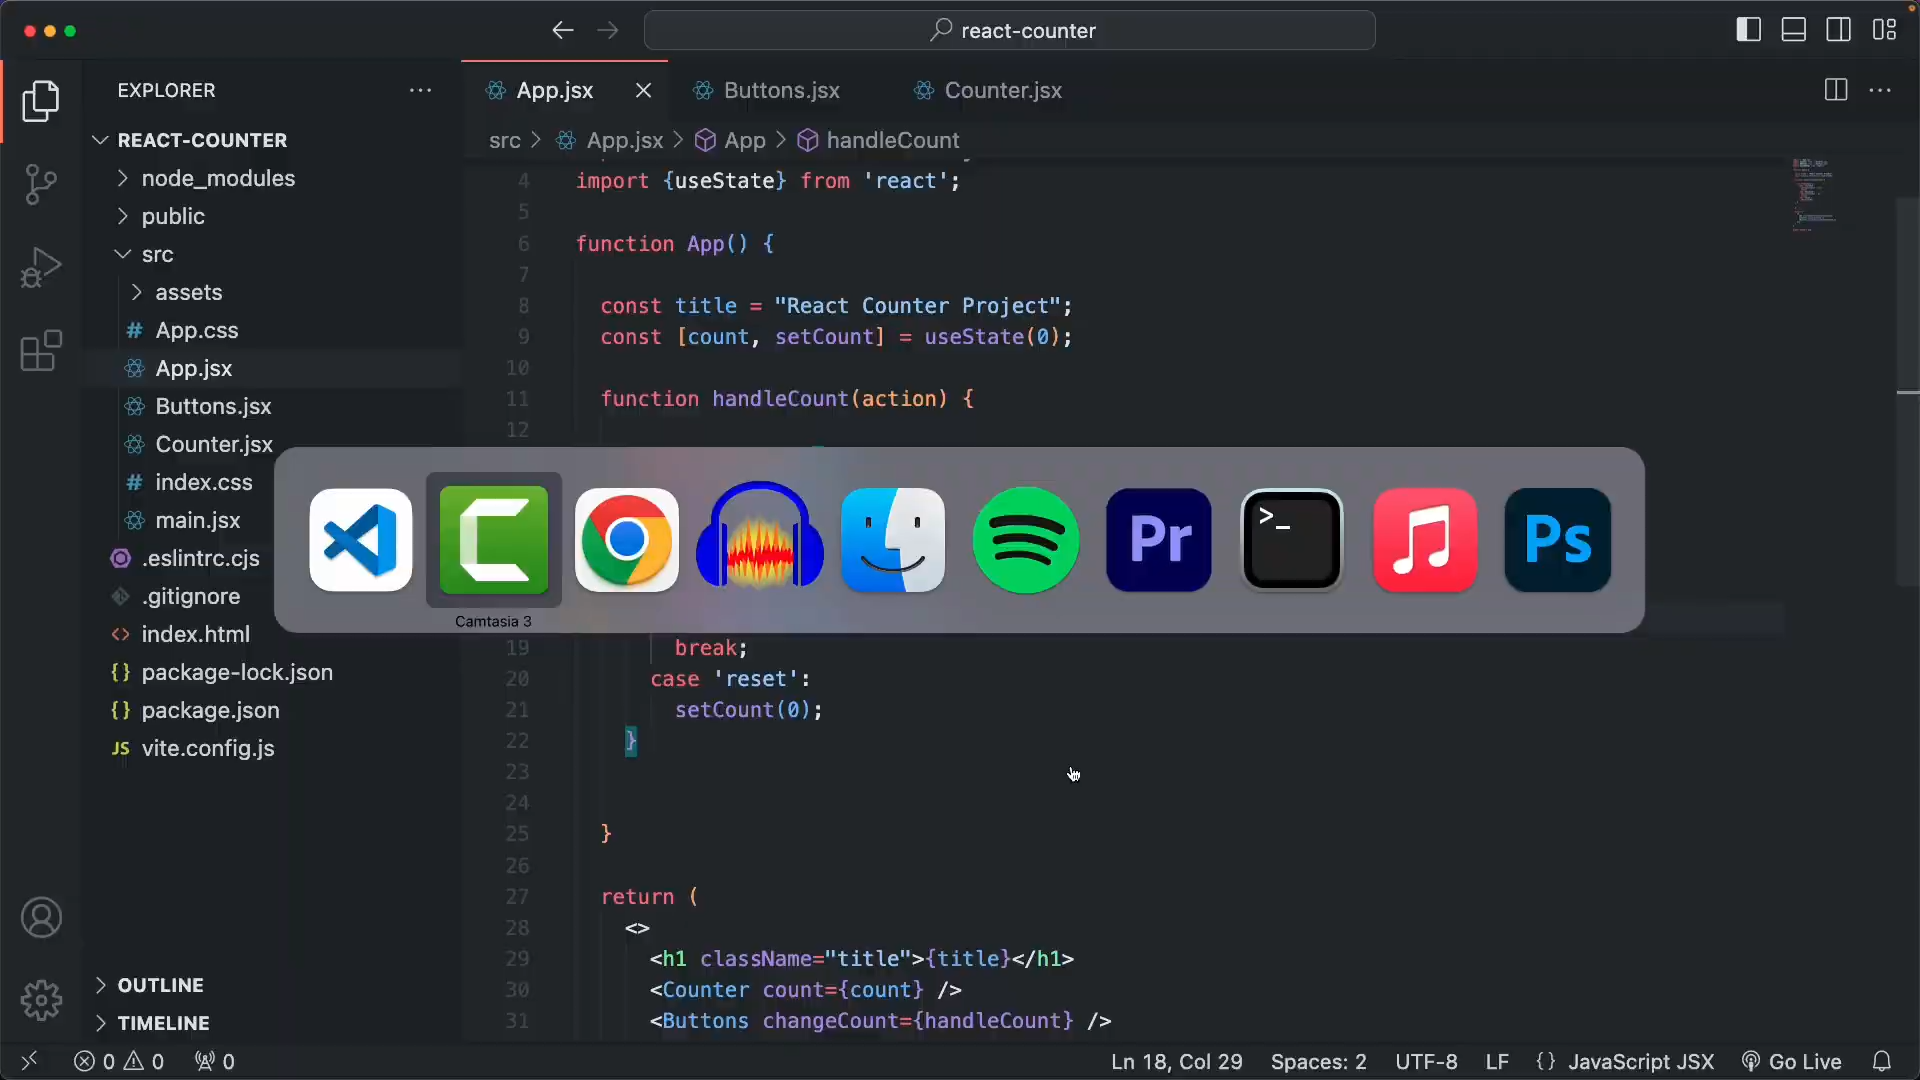 react-counter
EXPLORER
REACT-COUNTER
node_modules
public
src
assets
# App.css
App.jsx
Buttons.jsx
Counter.jsx
# index.css
main.jsx
.eslintrc.cjs
.gitignore
<> index.html
{} package-lock.json
{} package.json
JS vite.config.js
OUTLINE
TIMELINE
App.jsx
Buttons.jsx
Counter.jsx
src > App.jsx > App > handleCount
4 import {useState} from 'react';
5
6 function App() {
7
8 const title = "React Counter Project";
9 const [count, setCount] = useState(0);
10
11 function handleCount(action) {
12
>_
Pr
Ps
Camtasia 3
19 break;
20 case 'reset':
21 setCount(0);
22 }
23
24
25 }
26
27 return (
28 <>
29 <h1 className="title">{title}</h1>
30 <Counter count={count} />
31 <Buttons changeCount={handleCount} />
0 0 0
Ln 18, Col 29 Spaces: 2 UTF-8 LF {} JavaScript JSX Go Live